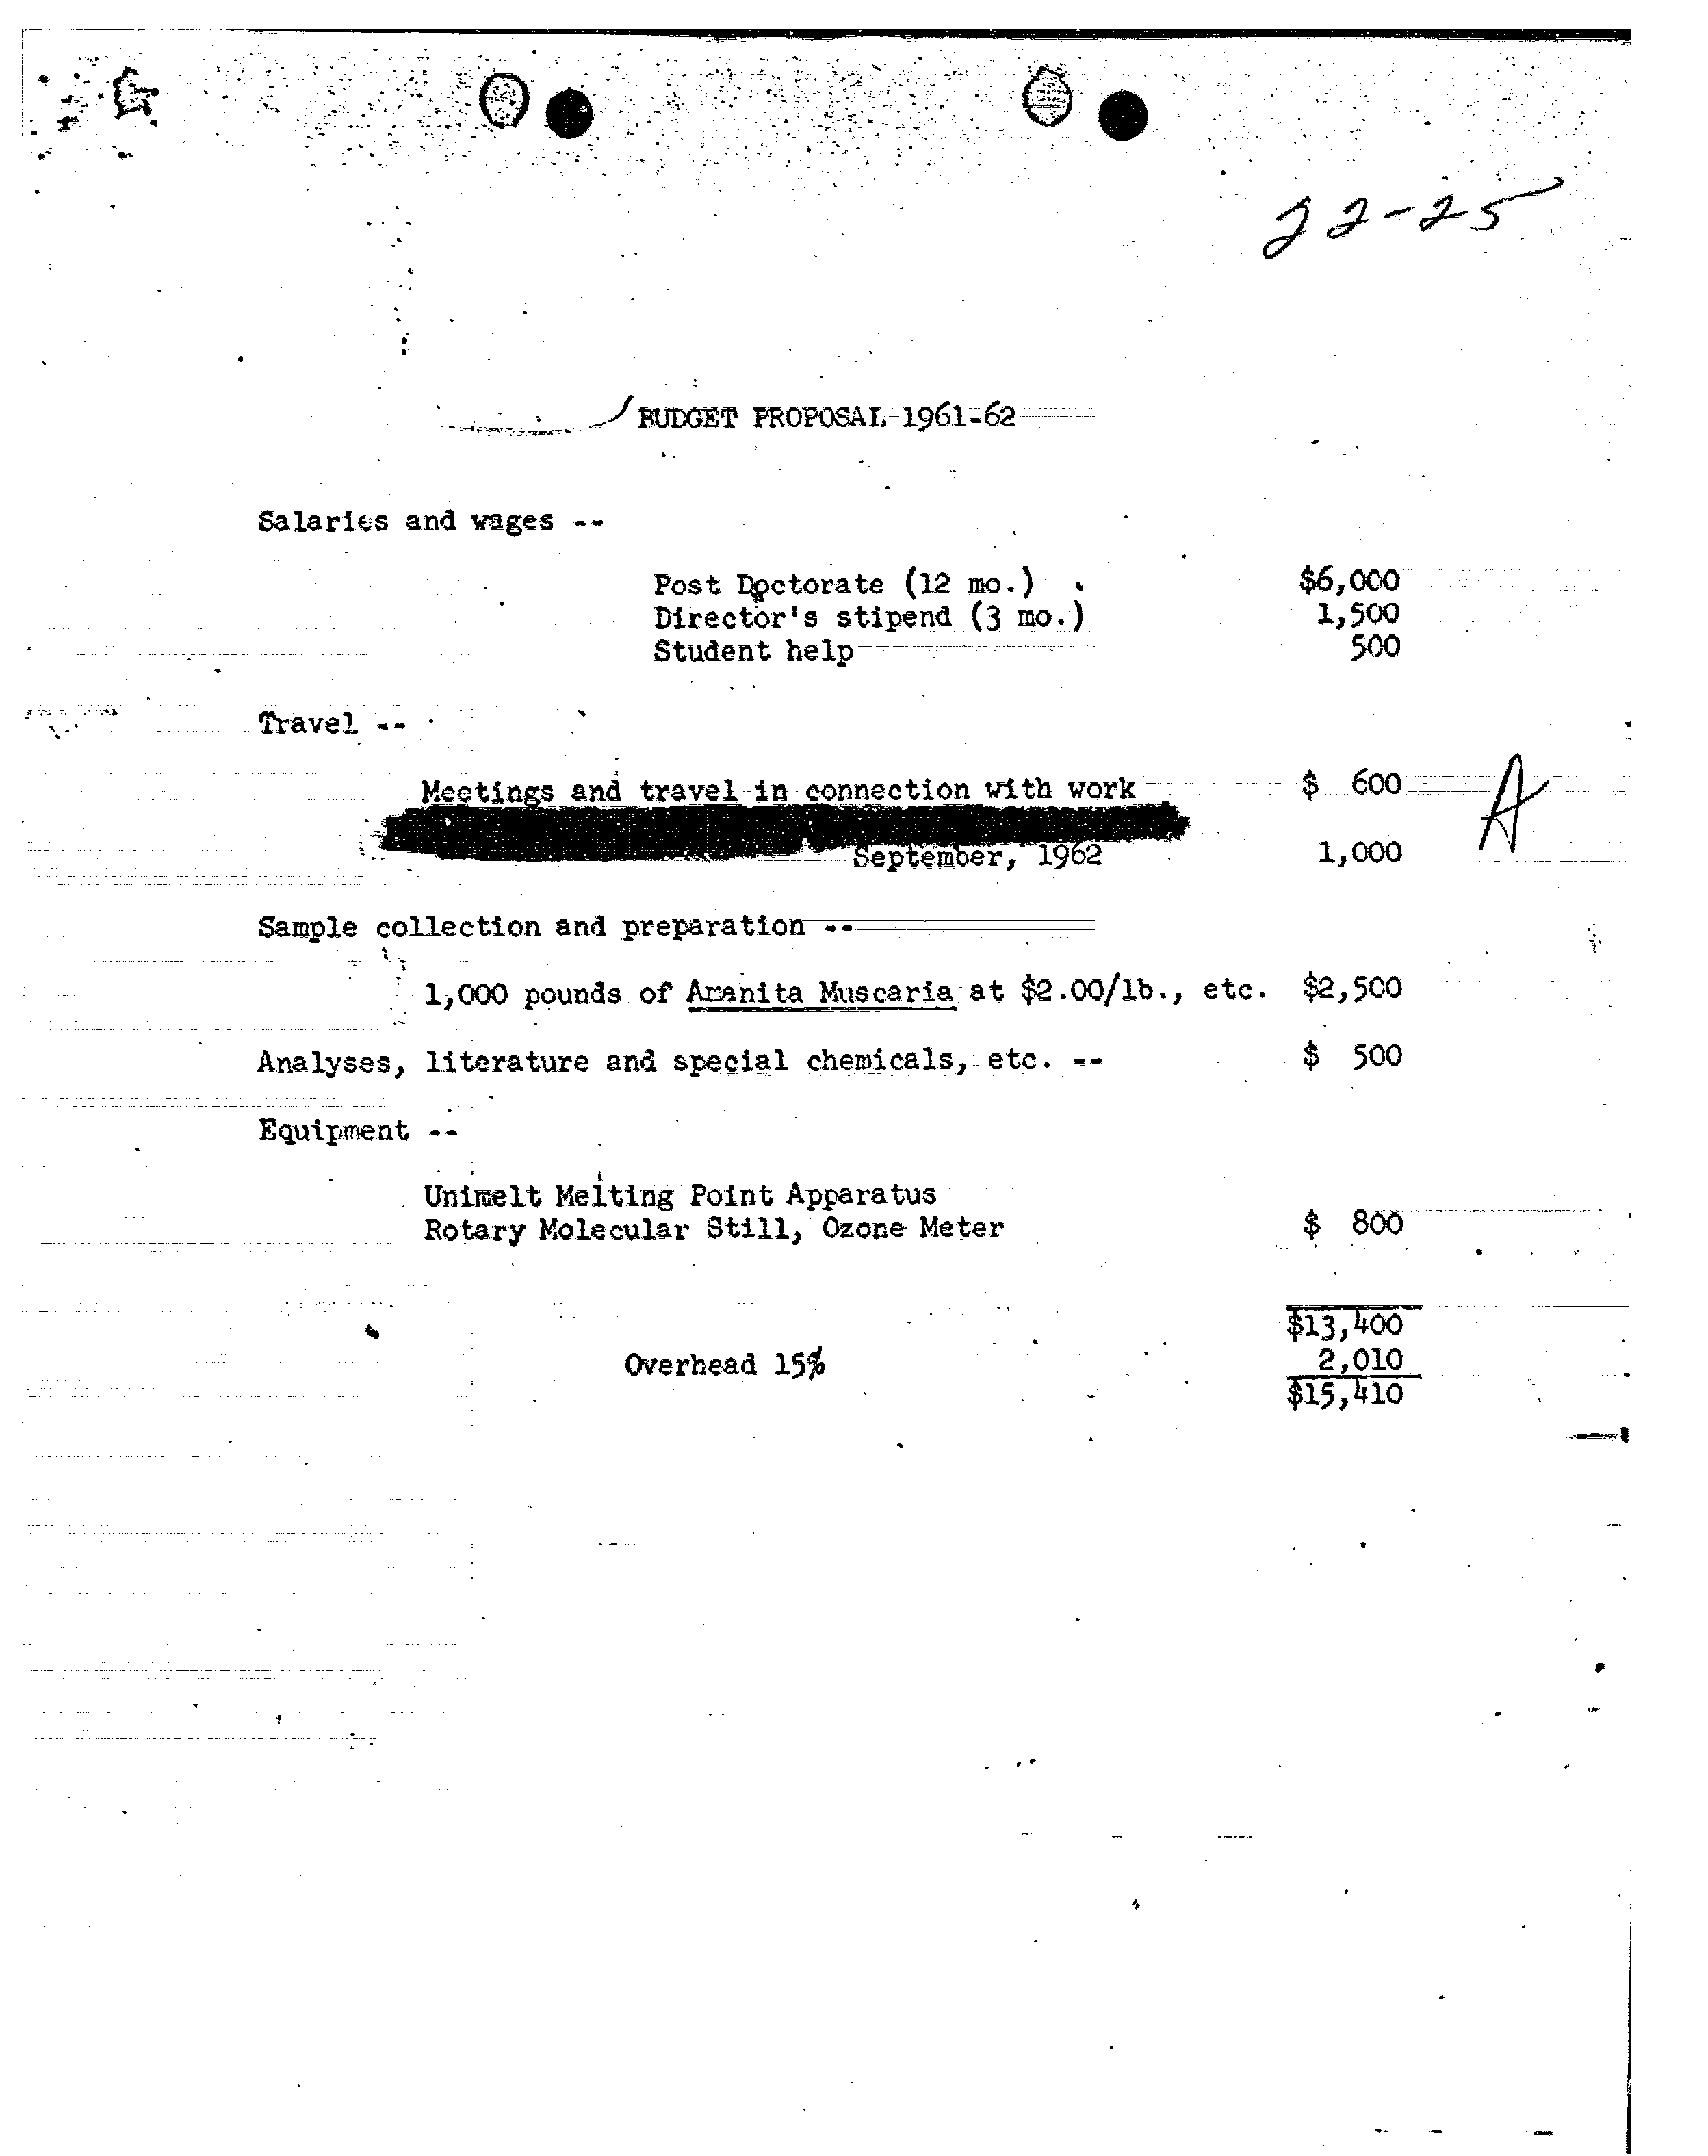 22-25
BUDGET PROPOSAL 1961-62
Salaries and wages --
Post Doctorate (12 mo.) $6,000
Director's stipend (3 mo.) 1,500
Student help 500
Travel --
Meetings and travel in connection with work $ 600
A
September, 1962 1,000
Sample collection and preparation --
1,000 pounds of Amanita Muscaria at $2.00/lb., etc. $2,500
Analyses, literature and special chemicals, etc. -- $ 500
Equipment --
Unimelt Melting Point Apparatus
Rotary Molecular Still, Ozone Meter $ 800
$13,400
Overhead 15% 2,010
$15,410